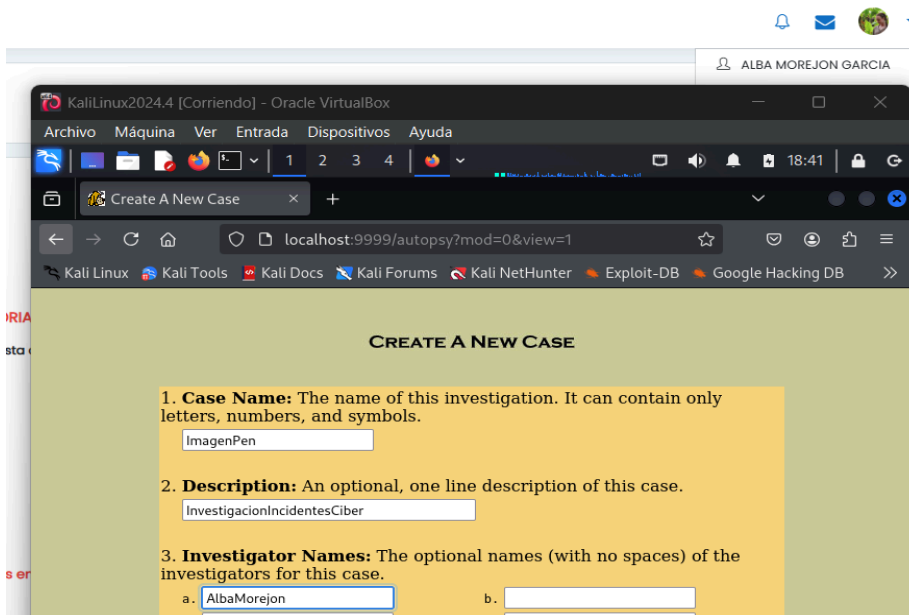 ALBA MOREJON GARCIA
KaliLinux2024.4 [Corriendo] - Oracle VirtualBox
Archivo Máquina Ver Entrada Dispositivos Ayuda
1 2 3 4 18:41
Create A New Case
localhost:9999/autopsy?mod=0&view=1
Kali Linux Kali Tools Kali Docs Kali Forums Kali NetHunter Exploit-DB Google Hacking DB
CREATE A NEW CASE
1. Case Name: The name of this investigation. It can contain only
letters, numbers, and symbols.
ImagenPen
2. Description: An optional, one line description of this case.
InvestigacionIncidentesCiber
3. Investigator Names: The optional names (with no spaces) of the
investigators for this case.
a. AlbaMorejon b.